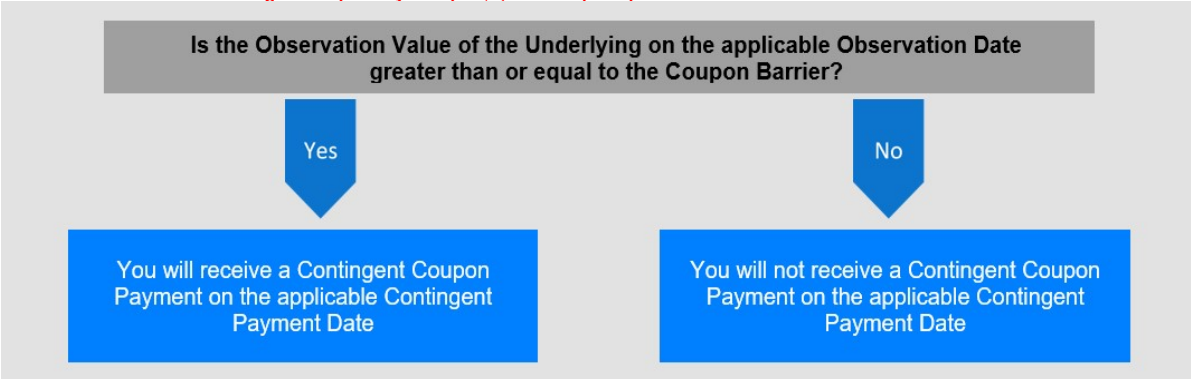 Is the Observation Value of the Underlying on the applicable Observation Date
greater than or equal to the Coupon Barrier?
Yes
No
You will receive a Contingent Coupon
Payment on the applicable Contingent
Payment Date
You will not receive a Contingent Coupon
Payment on the applicable Contingent
Payment Date